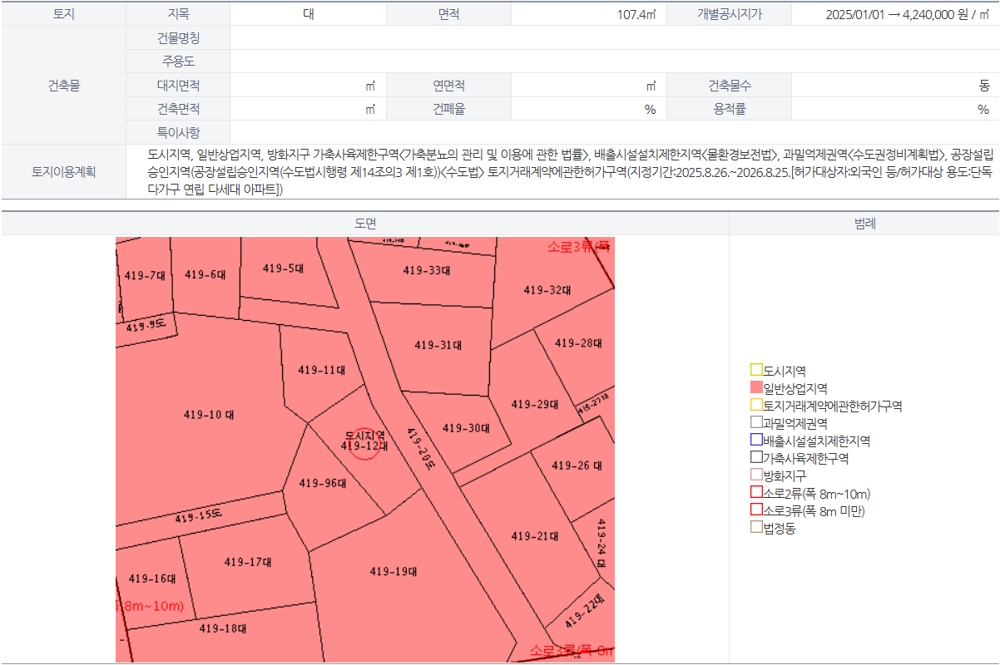 토지 지목 대 면적 107.4㎡ 개별공시지가 2025/01/01 → 4,240,000 원 / ㎡
건축물
건물명칭
주용도
대지면적 ㎡ 연면적 ㎡ 건축물수 동
건축면적 ㎡ 건폐율 % 용적률 %
특이사항
토지이용계획
도시지역, 일반상업지역, 방화지구 가축사육제한구역<가축분뇨의 관리 및 이용에 관한 법률>, 배출시설설치제한지역<물환경보전법>, 과밀억제권역<수도권정비계획법>, 공장설립
승인지역(공장설립승인지역(수도법시행령 제14조의3 제1호))<수도법> 토지거래계약에관한허가구역(지정기간:2025.8.26.~2026.8.25.[허가대상자:외국인 등/허가대상 용도:단독
다가구 연립 다세대 아파트])
도면 범례
소로3류(폭
419-7대
419-6대
419-5대
419-33대
419-32대
419-9도
419-31대
419-28대
419-11대
419-10 대
419-29대
419-27대
419-30대
도시지역
419-12대
419-20도
419-26 대
419-96대
419-15도
419-21대
419-24 대
419-17대
419-19대
419-16대
8m~10m)
419-22대
419-18대
소로3류(폭 8m
도시지역
일반상업지역
토지거래계약에관한허가구역
과밀억제권역
배출시설설치제한지역
가축사육제한구역
방화지구
소로2류(폭 8m~10m)
소로3류(폭 8m 미만)
법정동